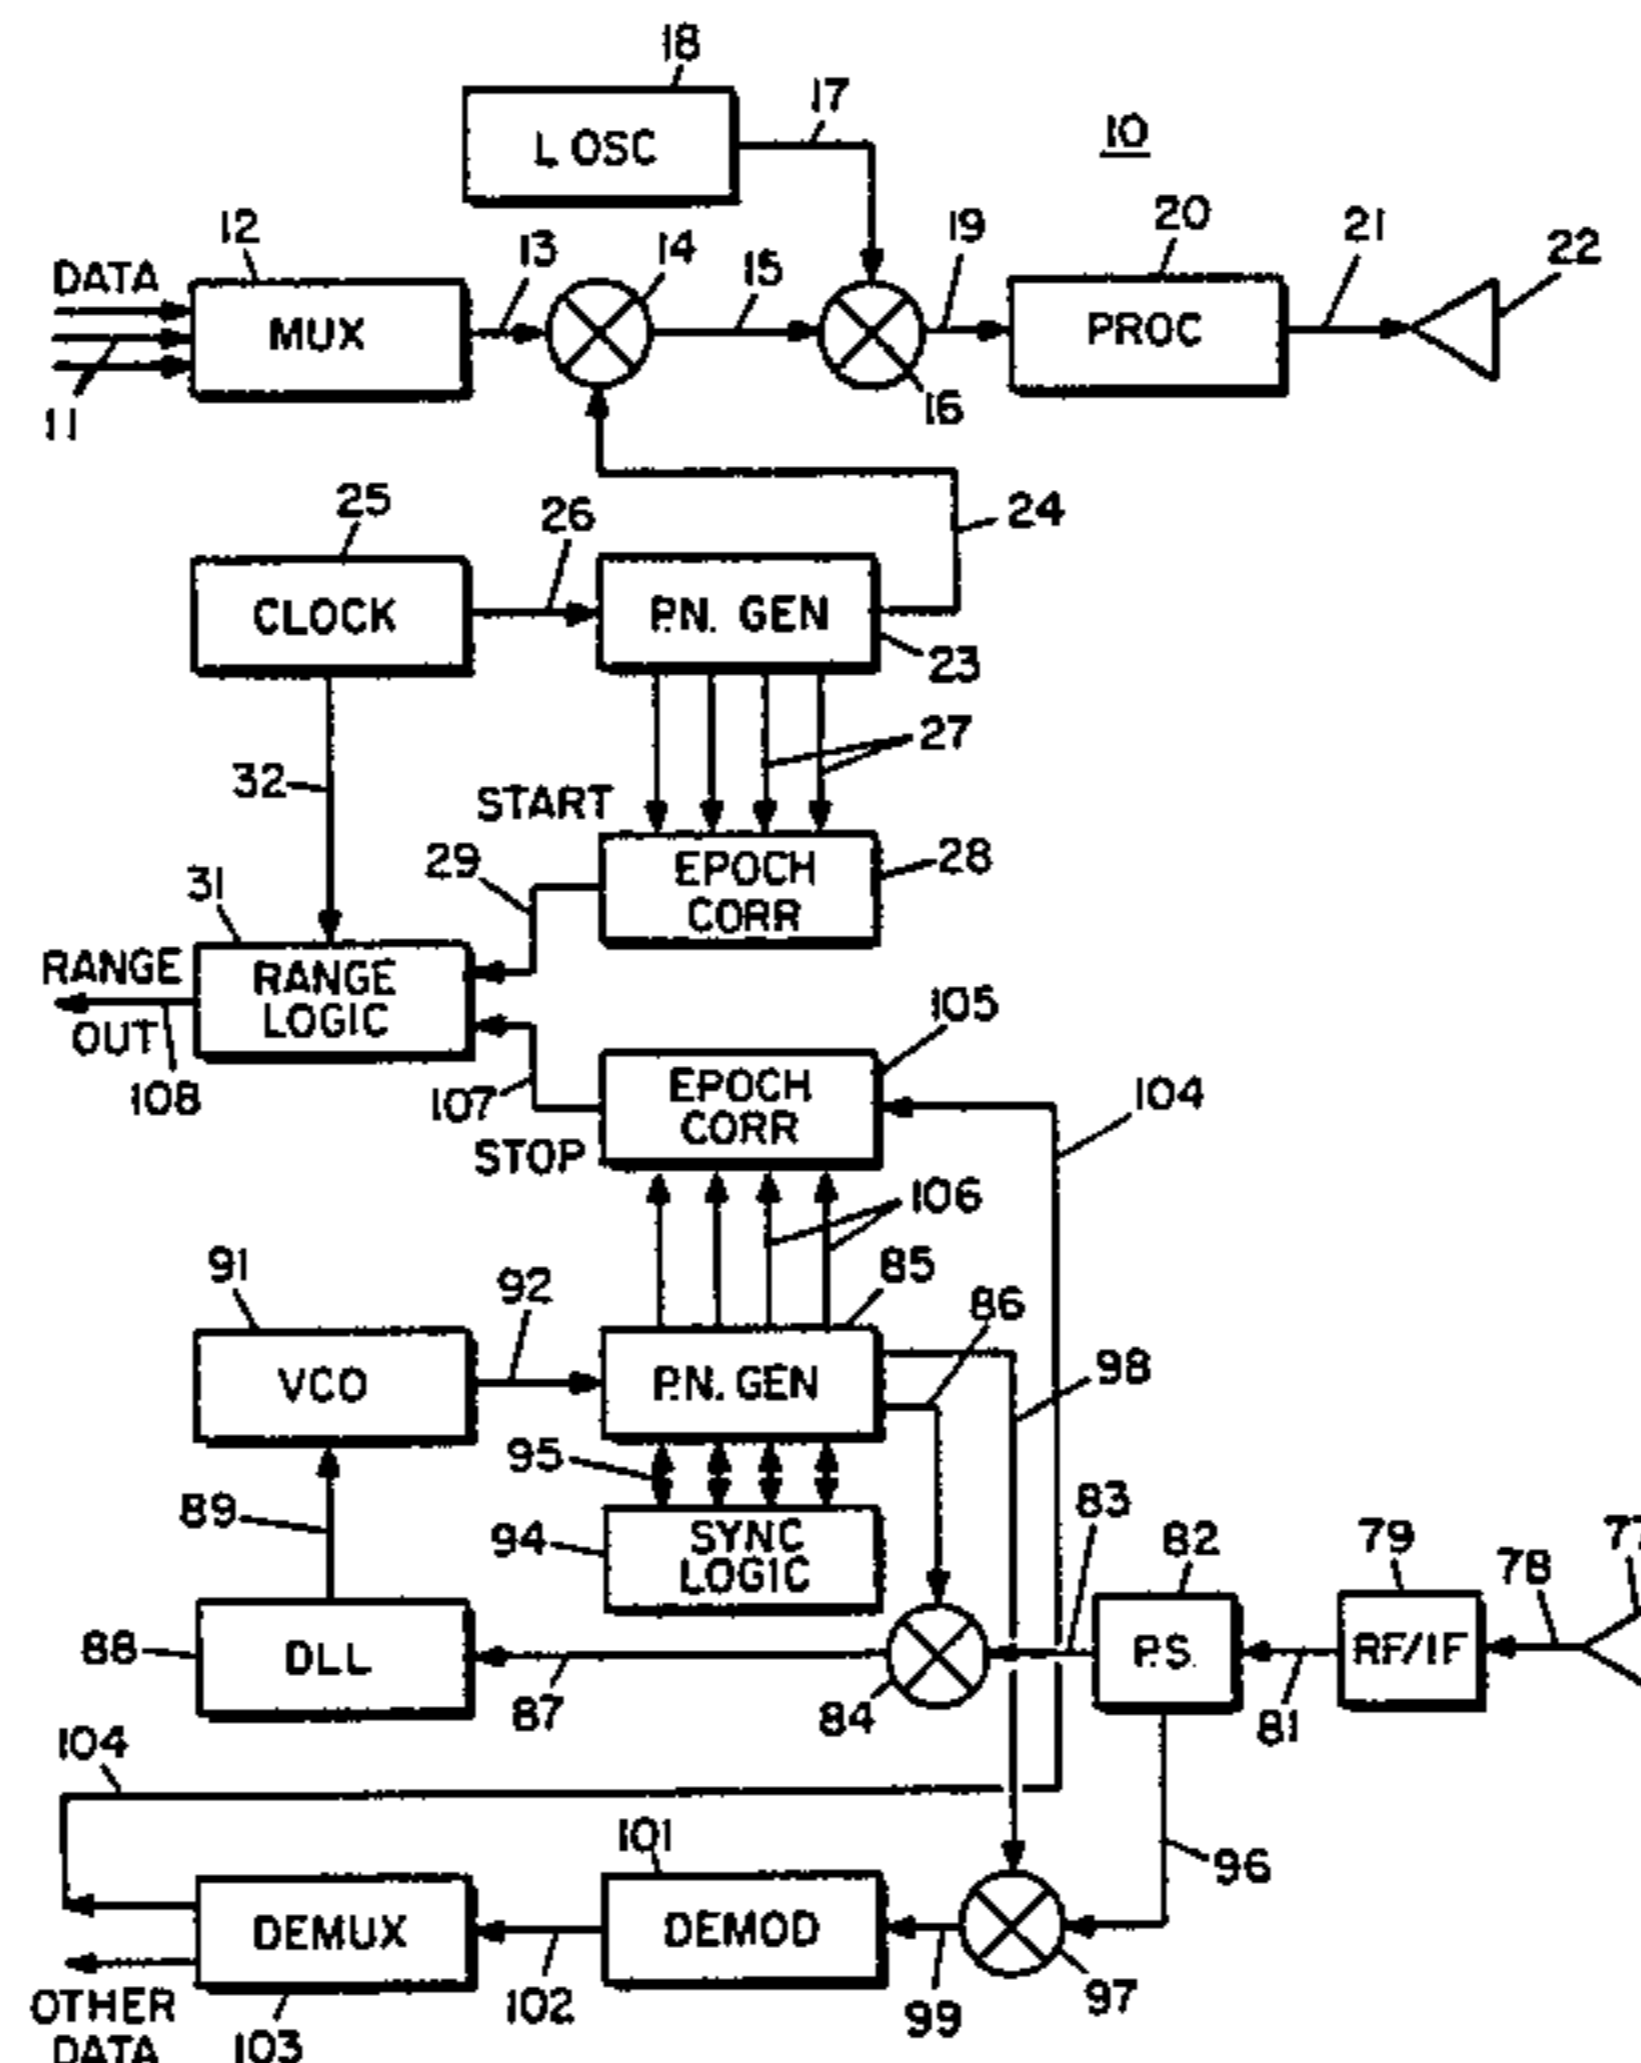 18
L OSC
17
10
12
13
14
15
19
20
21
22
DATA
MUX
PROC
11
16
25
26
24
CLOCK
P.N. GEN
23
27
32
START
29
EPOCH
CORR
28
31
RANGE
OUT
RANGE
LOGIC
108
107
STOP
EPOCH
CORR
105
104
106
91
92
85
86
VCO
P.N. GEN
98
95
89
94
SYNC
LOGIC
83
82
79
78
77
88
DLL
87
84
P.S.
81
RF/IF
104
101
96
DEMUX
DEMOD
97
99
102
103
OTHER
DATA